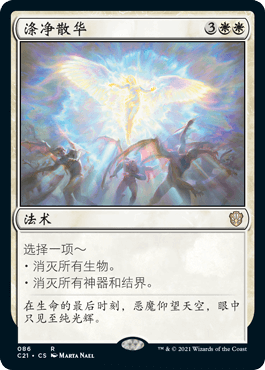 涤净散华 3
法术
选择一项～
•消灭所有生物。
•消灭所有神器和结界。
在生命的最后时刻，恶魔仰望天空，眼中
只见至纯光辉。
086 R
C21 • CS MARTA NAEL
™ & © 2021 Wizards of the Coast